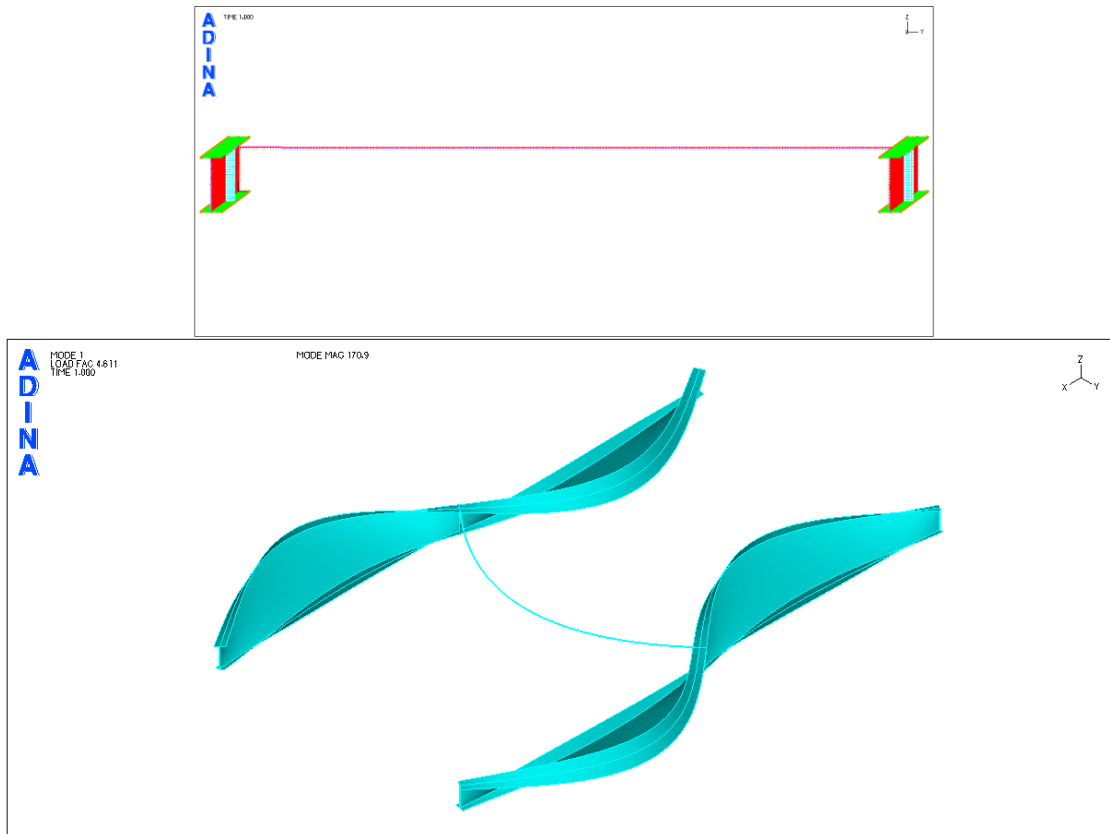 ADINA
TIME 1.000
Z
X Y
ADINA
MODE 1
LOAD FAC 4.611
TIME 1.000
MODE MAG 170.9
Z
X Y